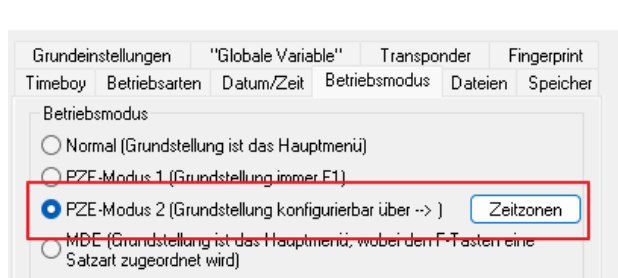 Grundeinstellungen "Globale Variable" Transponder Fingerprint
Timeboy Betriebsarten Datum/Zeit Betriebsmodus Dateien Speicher
Betriebsmodus
Normal (Grundstellung ist das Hauptmenü)
PZE-Modus 1 (Grundstellung immer F1)
PZE-Modus 2 (Grundstellung konfigurierbar über --> ) Zeitzonen
MDE (Grundstellung ist das Hauptmenü, wobei den F-Tasten eine
Satzart zugeordnet wird)